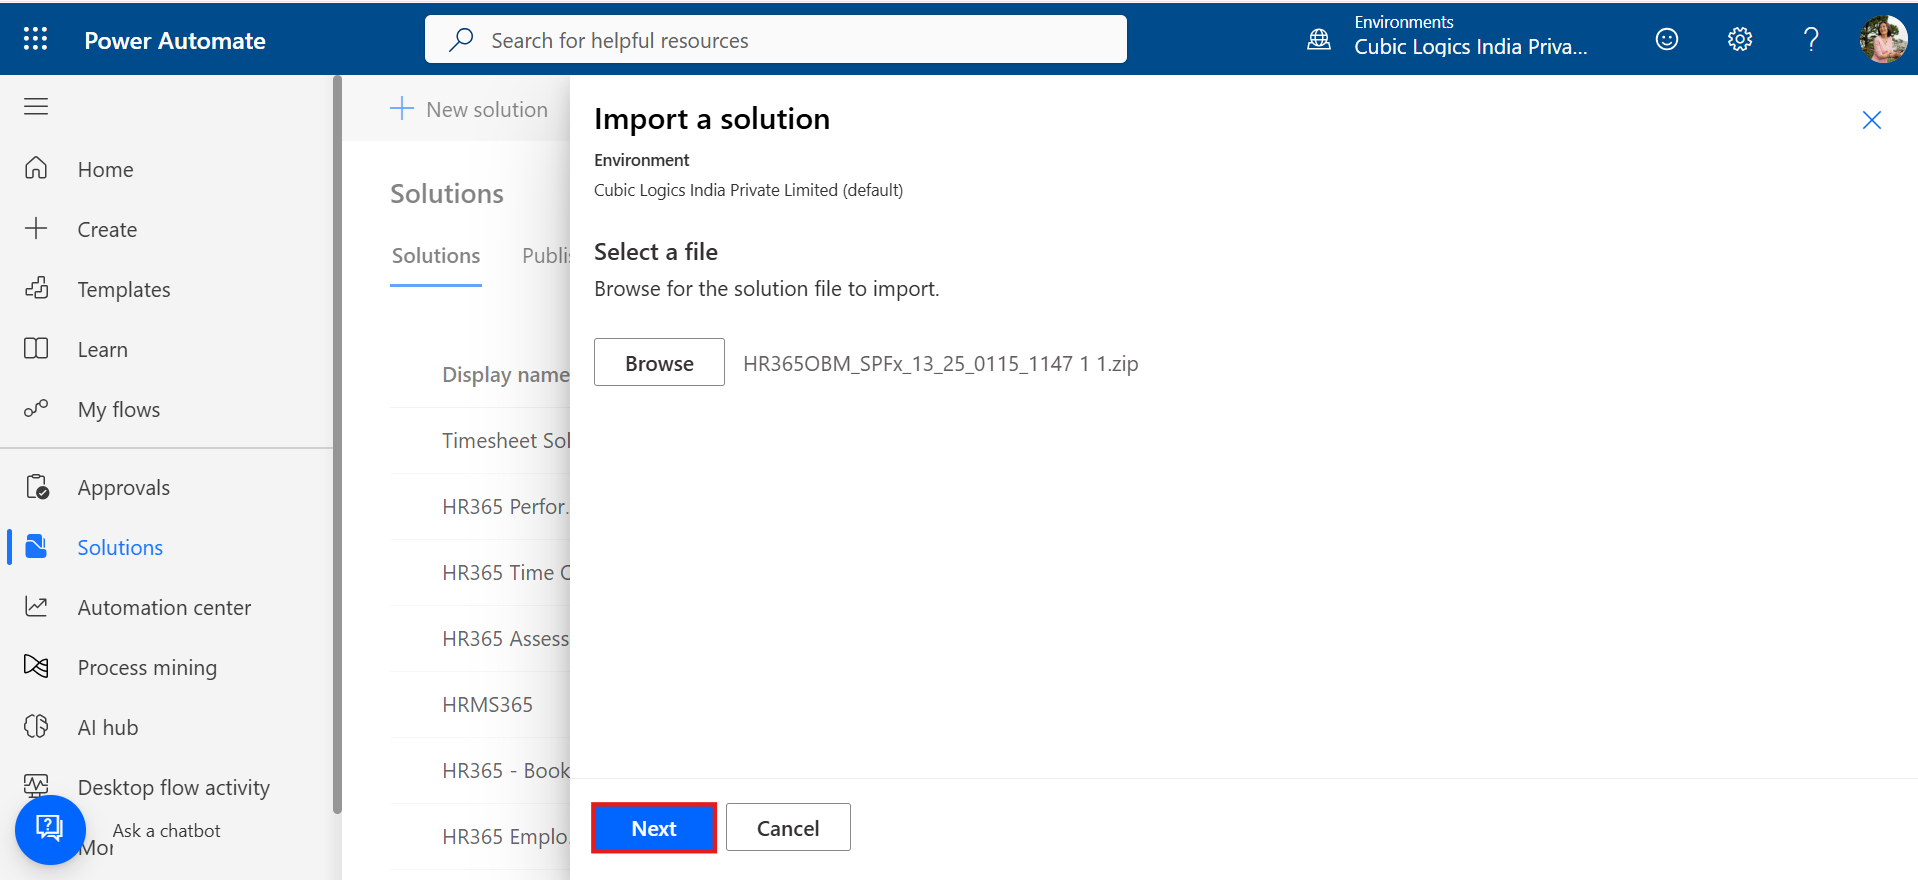 Power Automate
Search for helpful resources
Environments
Cubic Logics India Priva...
Home
Create
Templates
Learn
My flows
Approvals
Solutions
Automation center
Process mining
AI hub
Desktop flow activity
Ask a chatbot
Mor
New solution
Solutions
Solutions Publis
Display name
Timesheet Sol
HR365 Perfor.
HR365 Time C
HR365 Assess
HRMS365
HR365 - Book
HR365 Emplo.
Import a solution
Environment
Cubic Logics India Private Limited (default)
Select a file
Browse for the solution file to import.
Browse HR365OBM_SPFx_13_25_0115_1147 1 1.zip
Next Cancel